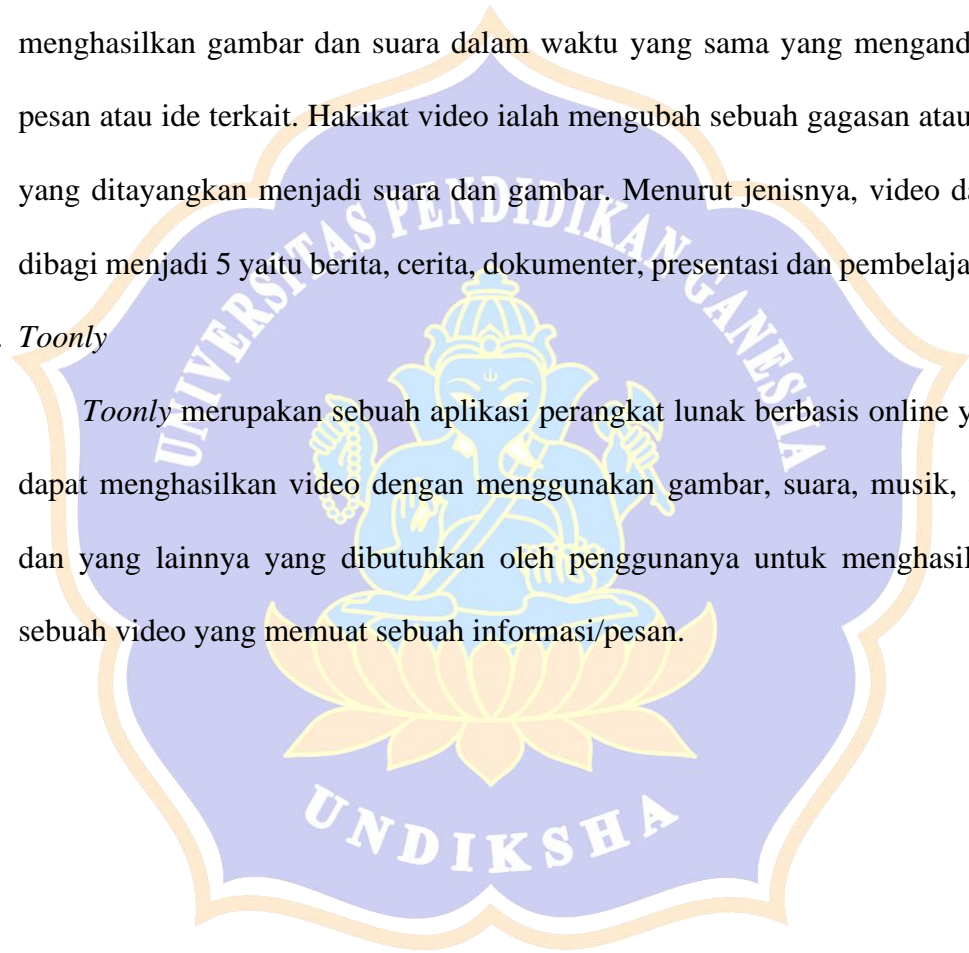 menghasilkan gambar dan suara dalam waktu yang sama yang mengand
pesan atau ide terkait. Hakikat video ialah mengubah sebuah gagasan atau
yang ditayangkan menjadi suara dan gambar. Menurut jenisnya, video da
dibagi menjadi 5 yaitu berita, cerita, dokumenter, presentasi dan pembelaja
. Toonly
Toonly merupakan sebuah aplikasi perangkat lunak berbasis online y
dapat menghasilkan video dengan menggunakan gambar, suara, musik,
dan yang lainnya yang dibutuhkan oleh penggunanya untuk menghasil
sebuah video yang memuat sebuah informasi/pesan.
UNIVERSITAS PENDIDIKAN GANESHA
UNDIKSHA